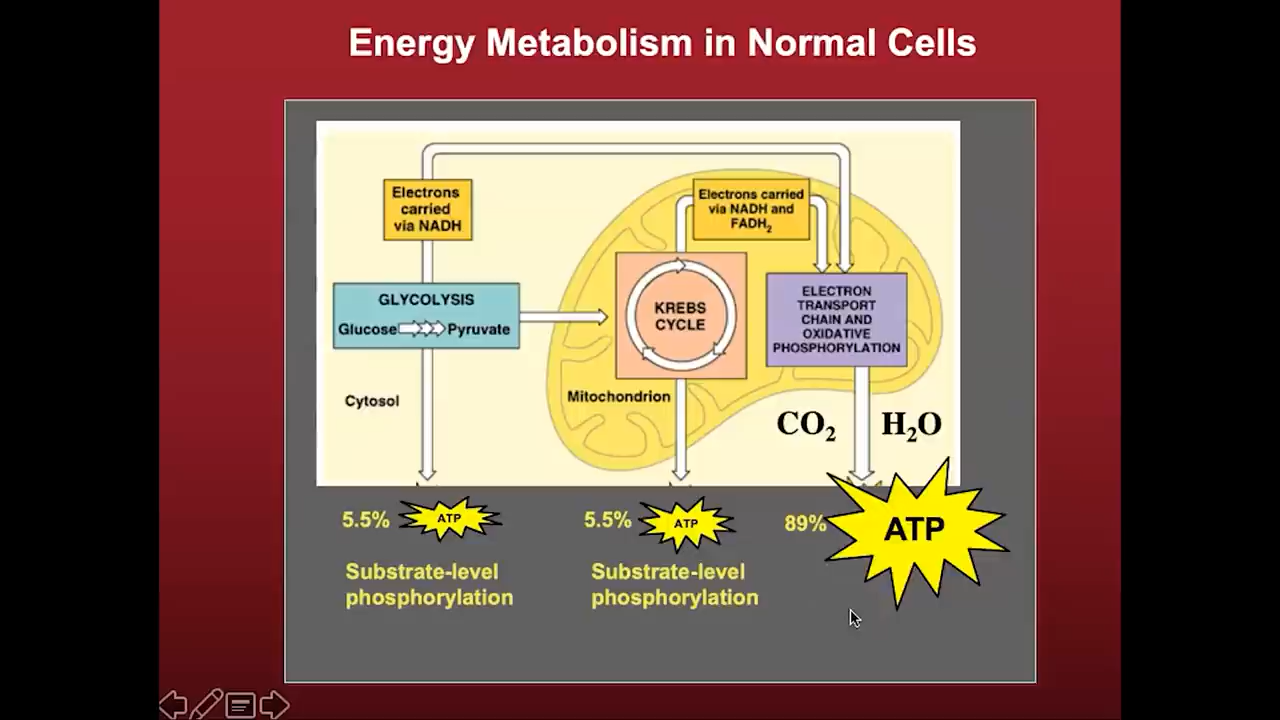 Energy Metabolism in Normal Cells
Electrons
carried
via NADH
Electrons carried
via NADH and
FADH₂
GLYCOLYSIS
Glucose Pyruvate
KREBS
CYCLE
ELECTRON
TRANSPORT
CHAIN AND
OXIDATIVE
PHOSPHORYLATION
Cytosol
Mitochondrion
CO₂ H₂O
5.5% ATP
Substrate-level
phosphorylation
5.5% ATP
Substrate-level
phosphorylation
89% ATP